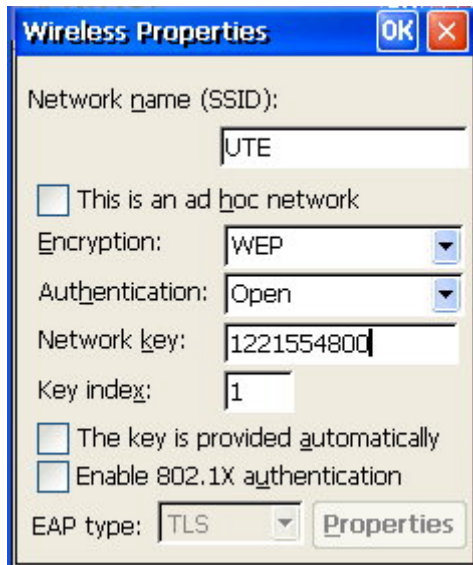 Wireless Properties OK
Network name (SSID):
UTE
This is an ad hoc network
Encryption: WEP
Authentication: Open
Network key: 1221554800
Key index: 1
The key is provided automatically
Enable 802.1X authentication
EAP type: TLS Properties